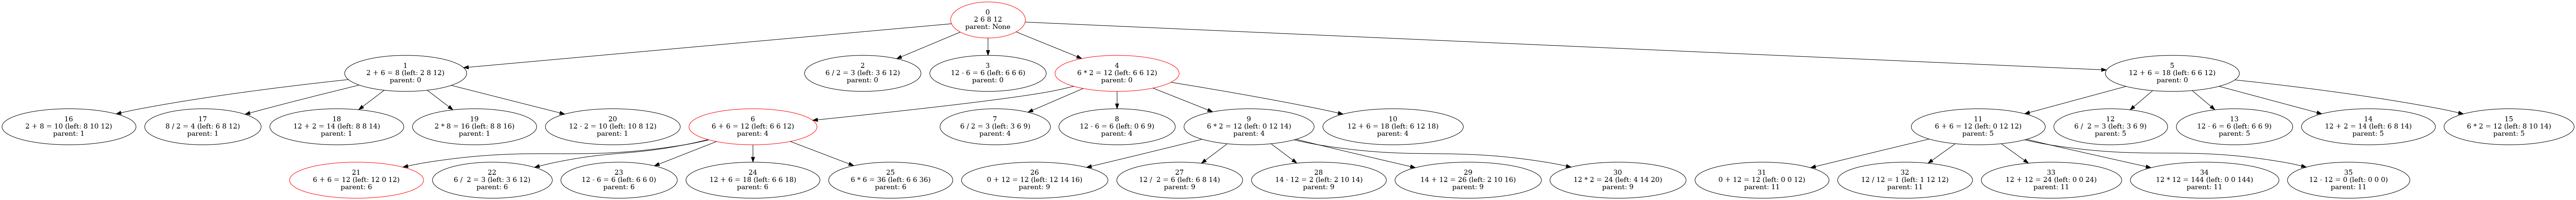 0
2 6 8 12
parent: None
1
2 + 6 = 8 (left: 2 8 12)
parent: 0
2
6 / 2 = 3 (left: 3 6 12)
parent: 0
3
12 - 6 = 6 (left: 6 6 6)
parent: 0
4
6 * 2 = 12 (left: 6 6 12)
parent: 0
5
12 + 6 = 18 (left: 6 6 12)
parent: 0
16
2 + 8 = 10 (left: 8 10 12)
parent: 1
17
8 / 2 = 4 (left: 6 8 12)
parent: 1
18
12 + 2 = 14 (left: 8 8 14)
parent: 1
19
2 * 8 = 16 (left: 8 8 16)
parent: 1
20
12 - 2 = 10 (left: 10 8 12)
parent: 1
6
6 + 6 = 12 (left: 6 6 12)
parent: 4
7
6 / 2 = 3 (left: 3 6 9)
parent: 4
8
12 - 6 = 6 (left: 0 6 9)
parent: 4
9
6 * 2 = 12 (left: 0 12 14)
parent: 4
10
12 + 6 = 18 (left: 6 12 18)
parent: 4
11
6 + 6 = 12 (left: 0 12 12)
parent: 5
12
6 / 2 = 3 (left: 3 6 9)
parent: 5
13
12 - 6 = 6 (left: 6 6 9)
parent: 5
14
12 + 2 = 14 (left: 6 8 14)
parent: 5
15
6 * 2 = 12 (left: 8 10 14)
parent: 5
21
6 + 6 = 12 (left: 12 0 12)
parent: 6
22
6 / 2 = 3 (left: 3 6 12)
parent: 6
23
12 - 6 = 6 (left: 6 6 0)
parent: 6
24
12 + 6 = 18 (left: 6 6 18)
parent: 6
25
6 * 6 = 36 (left: 6 6 36)
parent: 6
26
0 + 12 = 12 (left: 12 14 16)
parent: 9
27
12 / 2 = 6 (left: 6 8 14)
parent: 9
28
14 - 12 = 2 (left: 2 10 14)
parent: 9
29
14 + 12 = 26 (left: 2 10 16)
parent: 9
30
12 * 2 = 24 (left: 4 14 20)
parent: 9
31
0 + 12 = 12 (left: 0 0 12)
parent: 11
32
12 / 12 = 1 (left: 1 12 12)
parent: 11
33
12 + 12 = 24 (left: 0 0 24)
parent: 11
34
12 * 12 = 144 (left: 0 0 144)
parent: 11
35
12 - 12 = 0 (left: 0 0 0)
parent: 11